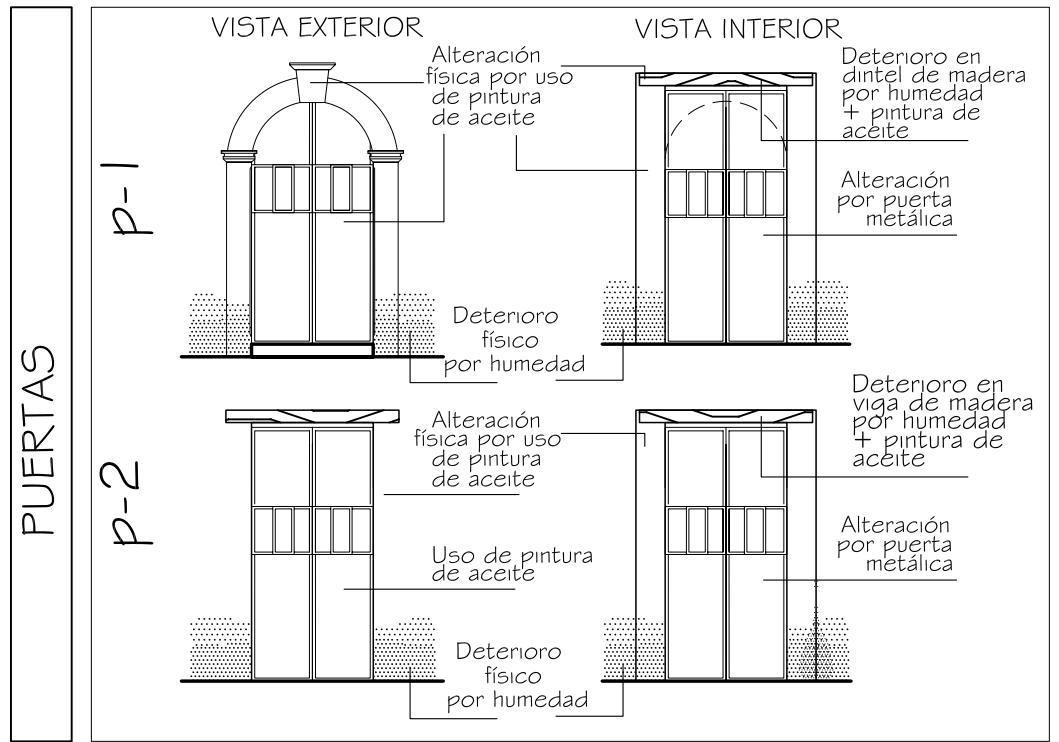 PUERTAS
VISTA EXTERIOR
VISTA INTERIOR
p-1
Alteración
física por uso
de pintura
de aceite
Deterioro en
dintel de madera
por humedad
+ pintura de
aceite
Alteración
por puerta
metálica
Deterioro
físico
por humedad
p-2
Alteración
física por uso
de pintura
de aceite
Uso de pintura
de aceite
Deterioro en
viga de madera
por humedad
+ pintura de
aceite
Alteración
por puerta
metálica
Deterioro
físico
por humedad